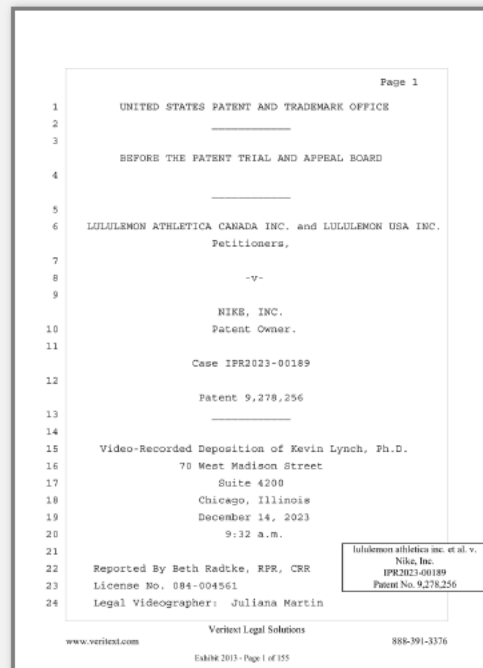 Page 1
1 UNITED STATES PATENT AND TRADEMARK OFFICE
2
3
BEFORE THE PATENT TRIAL AND APPEAL BOARD
4
5
6 LULULEMON ATHLETICA CANADA INC. and LULULEMON USA INC.
Petitioners,
7
8 -v-
9
NIKE, INC.
10 Patent Owner.
11
Case IPR2023-00189
12
Patent 9,278,256
13
14
15 Video-Recorded Deposition of Kevin Lynch, Ph.D.
16 70 West Madison Street
17 Suite 4200
18 Chicago, Illinois
19 December 14, 2023
20 9:32 a.m.
21
22 Reported By Beth Radtke, RPR, CRR
23 License No. 084-004561
24 Legal Videographer: Juliana Martin
lululemon athletica inc. et al. v.
Nike, Inc.
IPR2023-00189
Patent No. 9,278,256
Veritext Legal Solutions
www.veritext.com 888-391-3376
Exhibit 2013 - Page 1 of 155